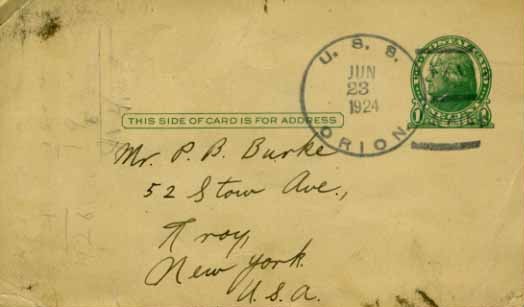 U. S. S.
JUN
23
1924
ORION.
THIS SIDE OF CARD IS FOR ADDRESS
Mr. P. B. Burke
52 Stow Ave.,
Troy,
New York.
U. S. A.